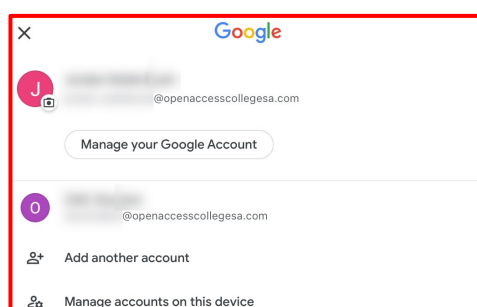 Google
J
@openaccesscollegesa.com
Manage your Google Account
O
@openaccesscollegesa.com
Add another account
Manage accounts on this device